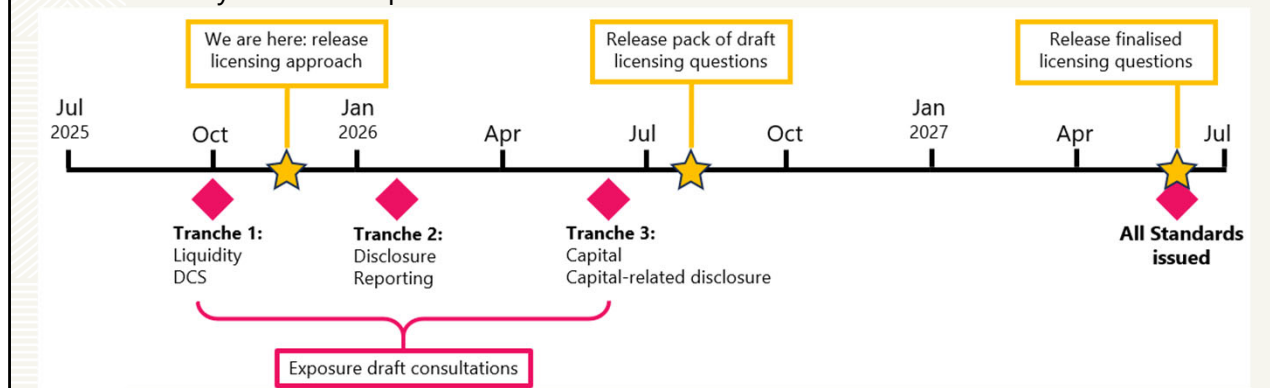 We are here: release
licensing approach
Release pack of draft
licensing questions
Release finalised
licensing questions
Jul
2025
Oct
Jan
2026
Apr
Jul
Oct
Jan
2027
Apr
Jul
Tranche 1:
Liquidity
DCS
Tranche 2:
Disclosure
Reporting
Tranche 3:
Capital
Capital-related disclosure
All Standards
issued
Exposure draft consultations